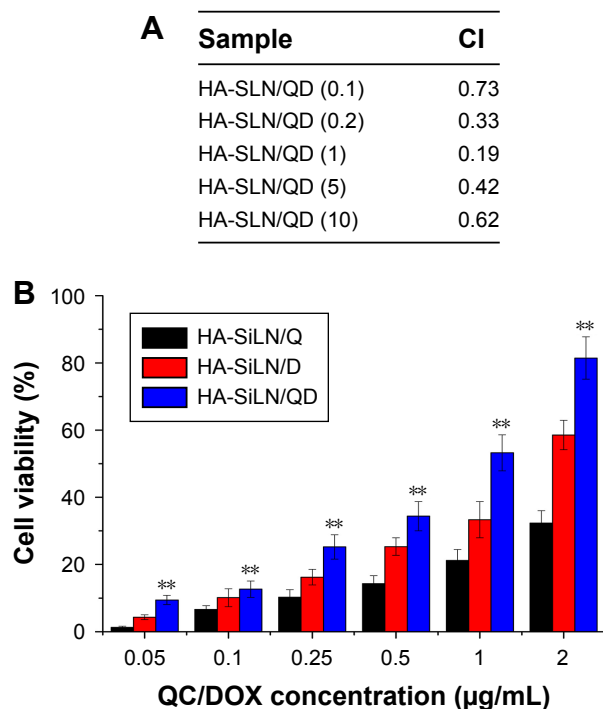 A
Sample CI
HA-SLN/QD (0.1) 0.73
HA-SLN/QD (0.2) 0.33
HA-SLN/QD (1) 0.19
HA-SLN/QD (5) 0.42
HA-SLN/QD (10) 0.62
B
100
80
60
40
20
0
Cell viability (%)
HA-SiLN/Q
HA-SiLN/D
HA-SiLN/QD
** ** ** ** ** **
0.05 0.1 0.25 0.5 1 2
QC/DOX concentration (µg/mL)